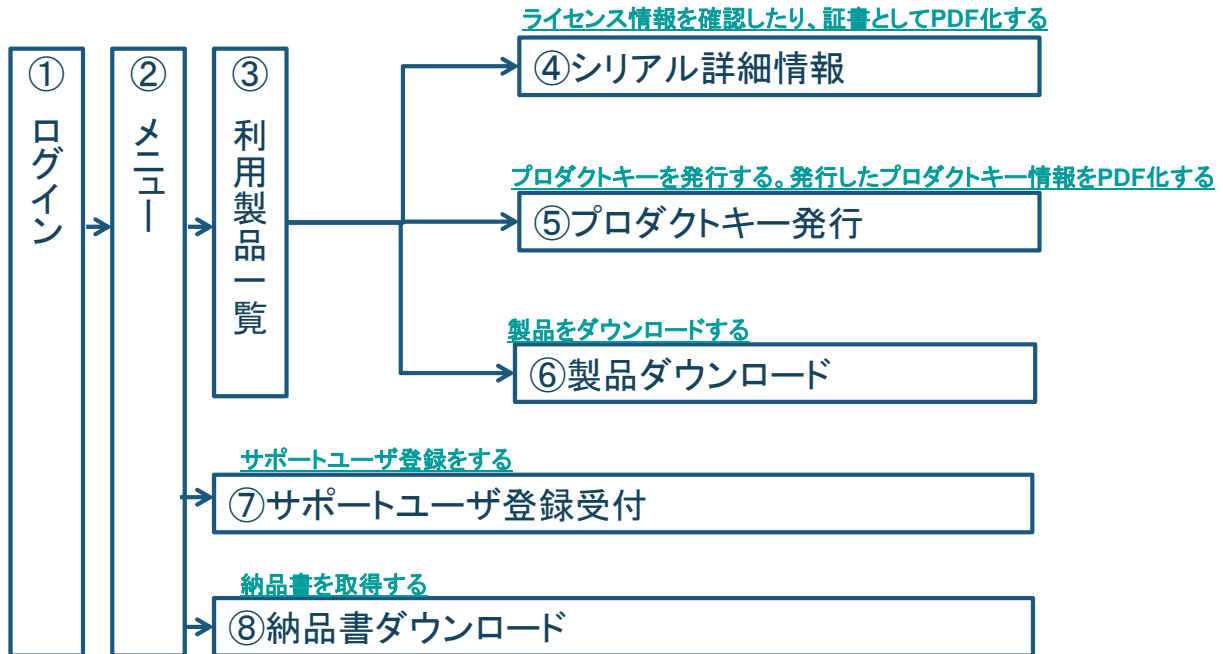 ライセンス情報を確認したり、証書としてPDF化する
①ログイン
②メニュー
③利用製品一覧
④シリアル詳細情報
プロダクトキーを発行する。発行したプロダクトキー情報をPDF化する
⑤プロダクトキー発行
製品をダウンロードする
⑥製品ダウンロード
サポートユーザ登録をする
⑦サポートユーザ登録受付
納品書を取得する
⑧納品書ダウンロード